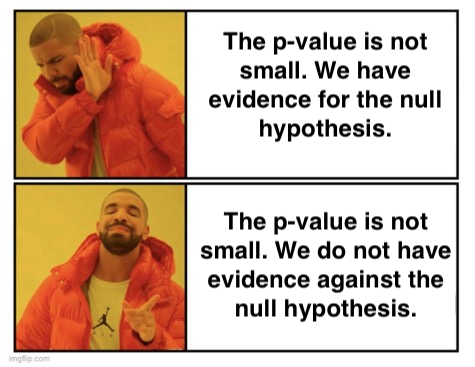 The p-value is not
small. We have
evidence for the null
hypothesis.
The p-value is not
small. We do not have
evidence against the
null hypothesis.
imgflip.com